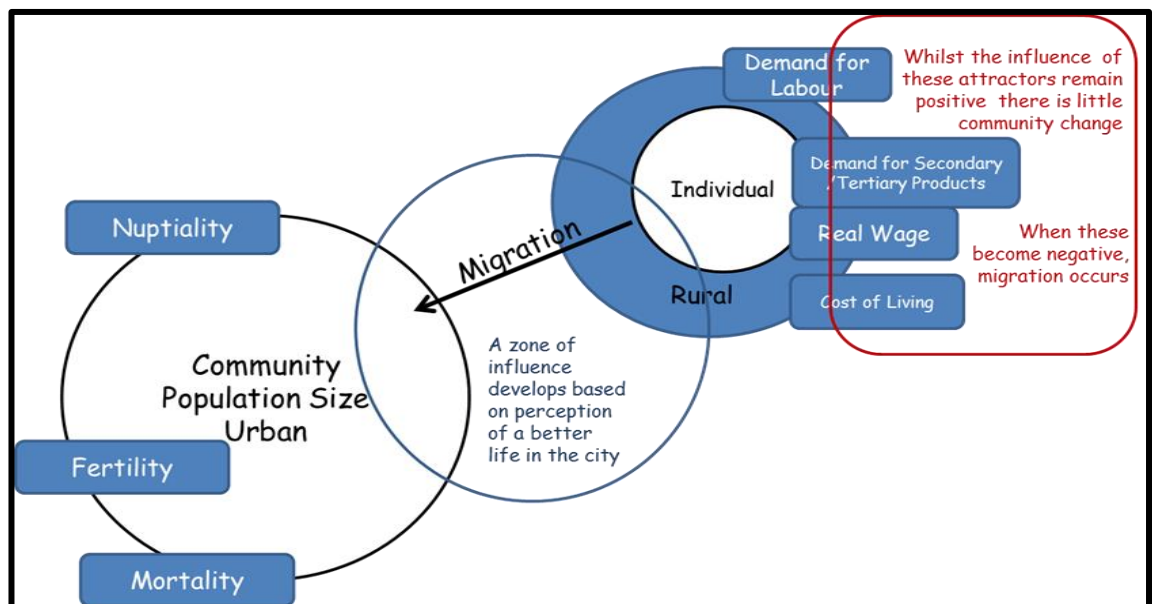 Demand for
Labour
Whilst the influence of
these attractors remain
positive there is little
community change
Demand for Secondary
/Tertiary Products
Individual
Nuptiality
Real Wage
When these
become negative,
migration occurs
Migration
Rural
Cost of Living
A zone of
influence
develops based
on perception
of a better
life in the city
Community
Population Size
Urban
Fertility
Mortality